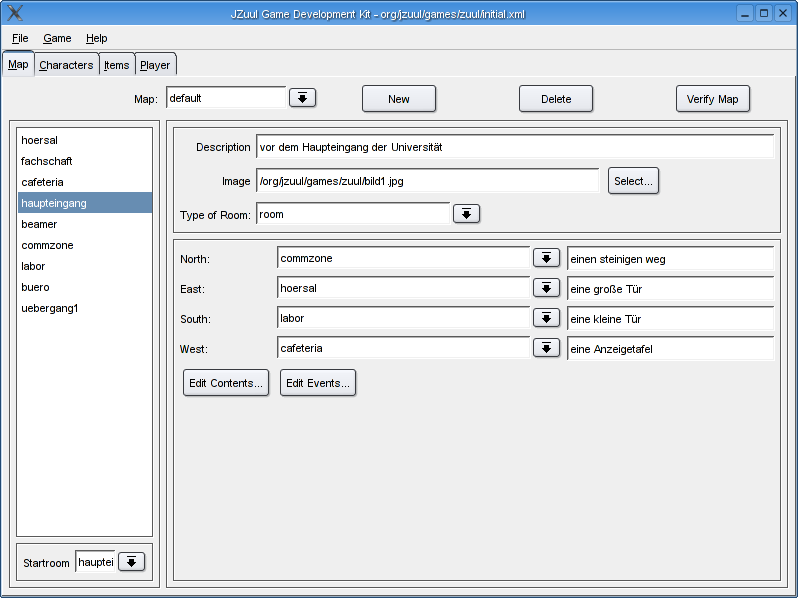 JZuul Game Development Kit - org/jzuul/games/zuul/initial.xml
File Game Help
Map Characters Items Player
Map: default New Delete Verify Map
hoersal
fachschaft
cafeteria
haupteingang
beamer
commzone
labor
buero
uebergang1
Startroom hauptei
Description vor dem Haupteingang der Universität
Image /org/jzuul/games/zuul/bild1.jpg Select...
Type of Room: room
North: commzone einen steinigen weg
East: hoersal eine große Tür
South: labor eine kleine Tür
West: cafeteria eine Anzeigetafel
Edit Contents... Edit Events...